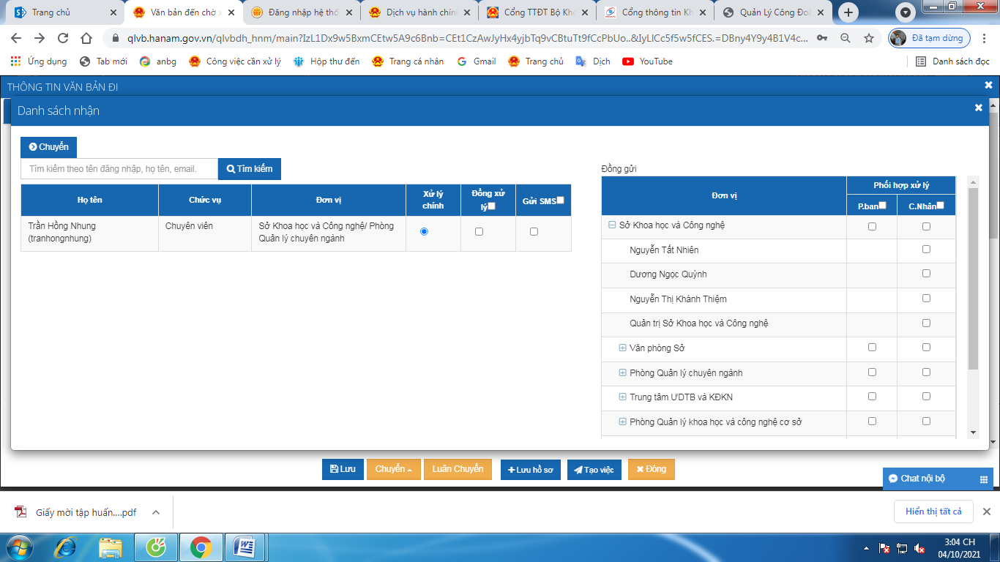 Trang chủ
Văn bản đến chờ x
Đăng nhập hệ thố
Dịch vụ hành chín
Cổng TTĐT Bộ Kho
Cổng thông tin Kh
Quản Lý Công Đoà
qlvb.hanam.gov.vn/qlvbdh_hnm/main?IzL1Dx9w5BxmCEtw5A9c6Bnb=CEt1CzAwJyHx4yjbTq9vCBtuTt9fCcPbUo..&IyLlCc5f5w5fCES.=DBny4Y9y4B1V4c...
Đã tạm dừng
Ứng dụng
Tab mới
anbg
Công việc cần xử lý
Hộp thư đến
Trang cá nhân
Gmail
Trang chủ
Dịch
YouTube
Danh sách đọc
THÔNG TIN VĂN BẢN ĐI
Danh sách nhận
Chuyển
Tìm kiếm theo tên đăng nhập, họ tên, email.
Tìm kiếm
Họ tên
Chức vụ
Đơn vị
Xử lý
chính
Đồng xử
lý
Gửi SMS
Trần Hồng Nhung
(tranhongnhung)
Chuyên viên
Sở Khoa học và Công nghệ/ Phòng
Quản lý chuyên ngành
Đồng gửi
Đơn vị
Phối hợp xử lý
P.ban
C.Nhân
Sở Khoa học và Công nghệ
Nguyễn Tất Nhiên
Dương Ngọc Quỳnh
Nguyễn Thị Khánh Thiệm
Quản trị Sở Khoa học và Công nghệ
Văn phòng Sở
Phòng Quản lý chuyên ngành
Trung tâm ƯDTB và KĐKN
Phòng Quản lý khoa học và công nghệ cơ sở
Lưu
Chuyển
Luân Chuyển
Lưu hồ sơ
Tạo việc
Đóng
Chat nội bộ
Giấy mời tập huấn....pdf
Hiển thị tất cả
3:04 CH
04/10/2021